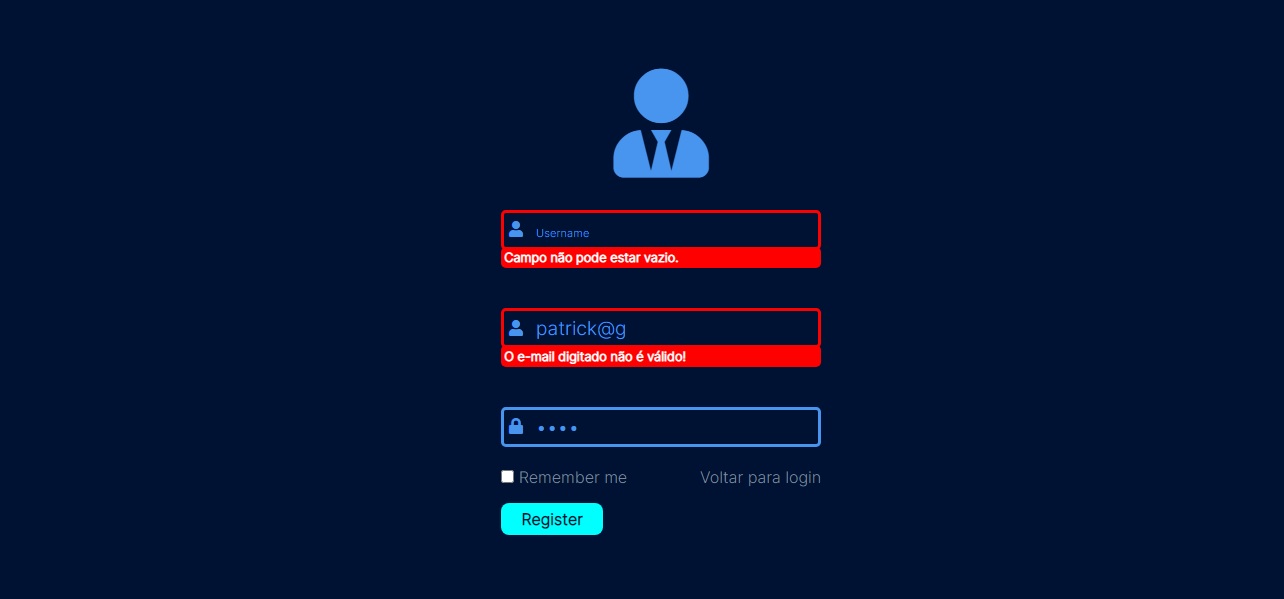 Username
Campo não pode estar vazio.
patrick@g
O e-mail digitado não é válido!
••••
Remember me
Voltar para login
Register